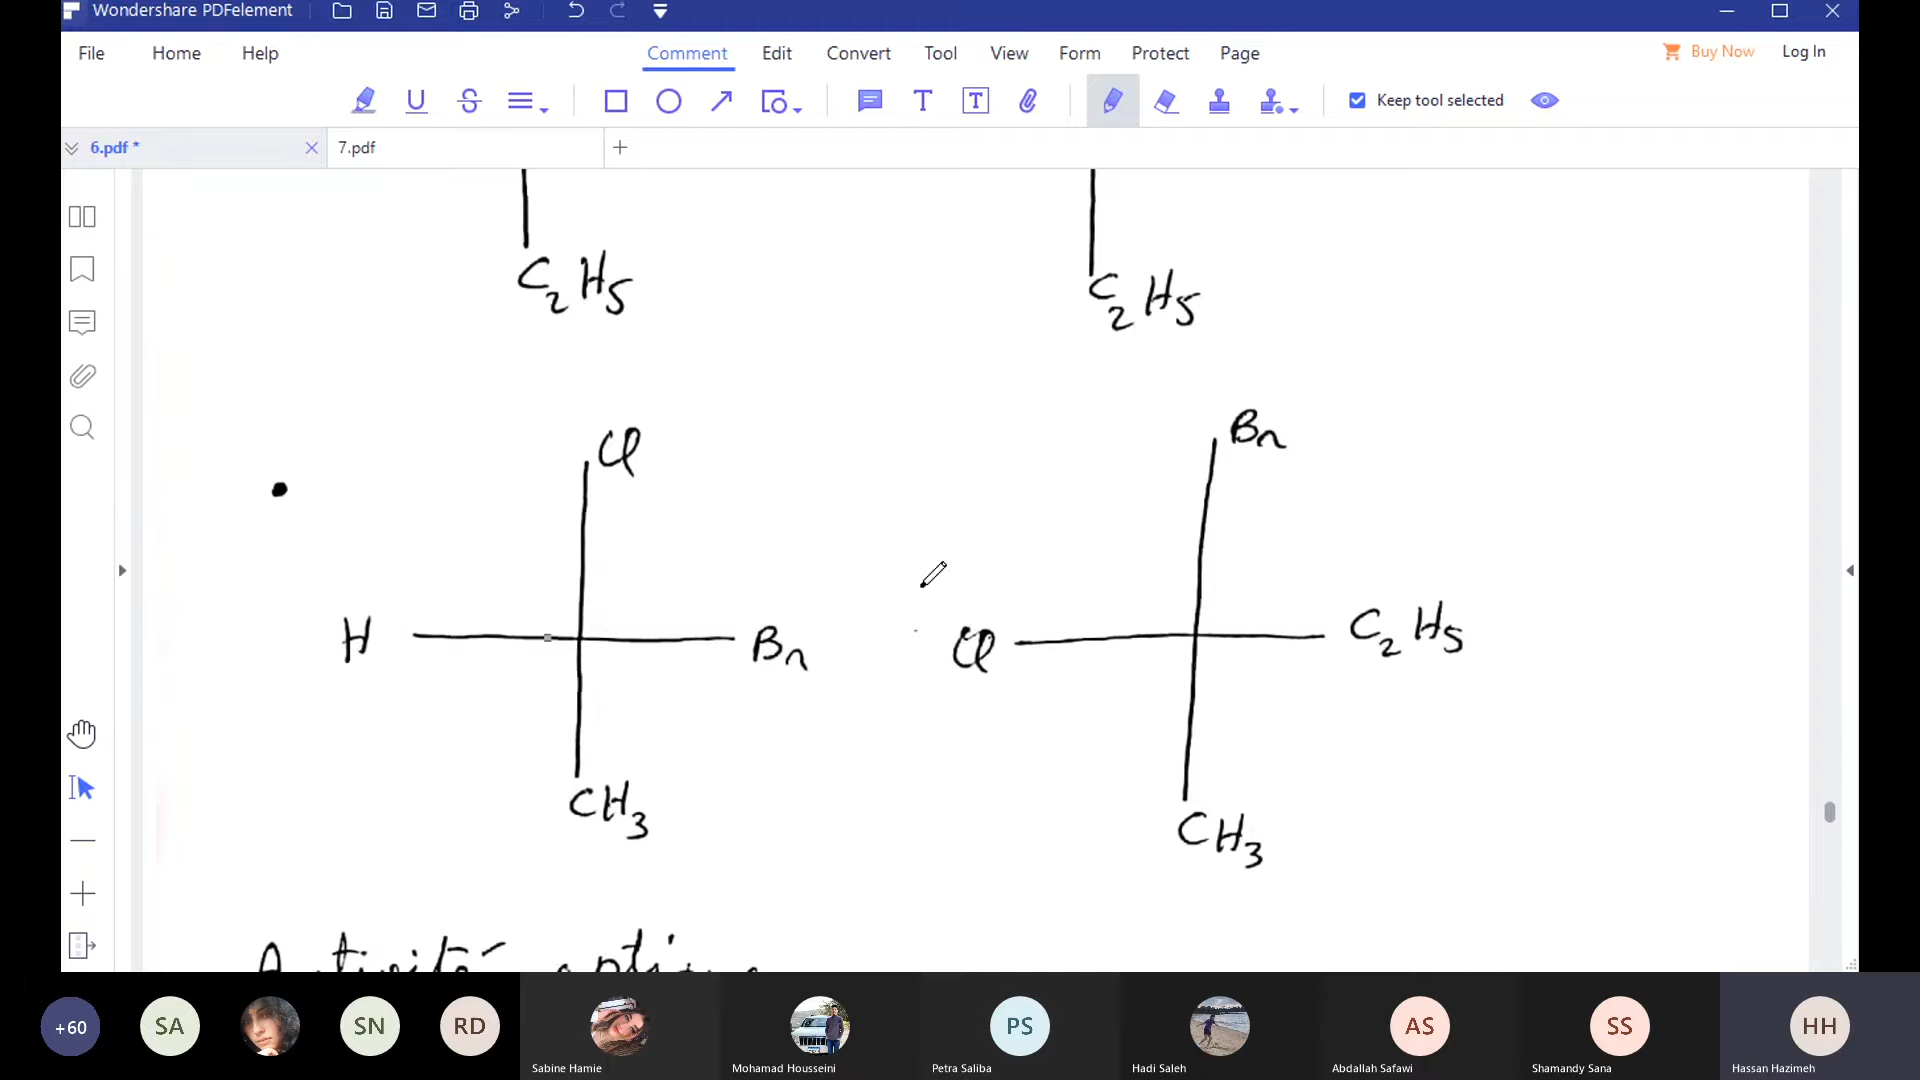 Wondershare PDFelement
File Home Help Comment Edit Convert Tool View Form Protect Page Buy Now Log In
Keep tool selected
6.pdf * 7.pdf
C2H5 C2H5
Cl Br
H Br Cl C2H5
CH3 CH3
Activité optique
+60 SA SN RD PS AS SS HH
Sabine Hamie Mohamad Housseini Petra Saliba Hadi Saleh Abdallah Safawi Shamandy Sana Hassan Hazimeh